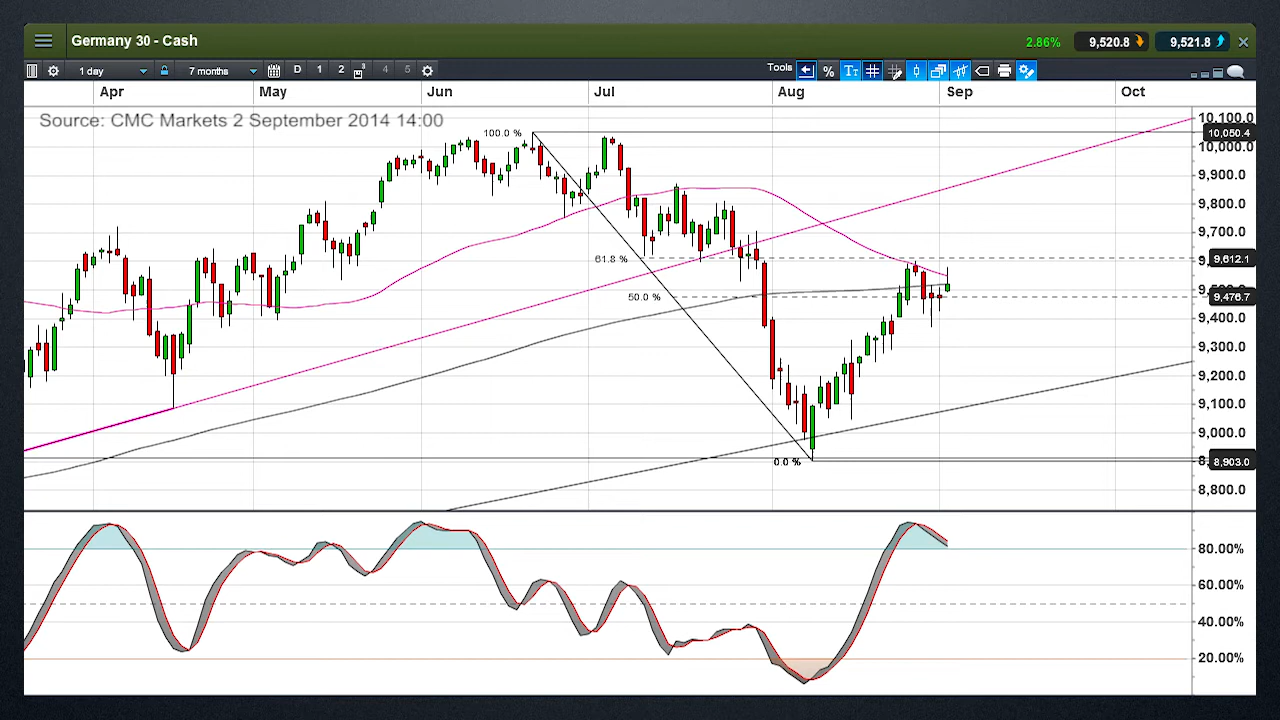 Germany 30 - Cash 2.86% 9,520.8 9,521.8
1 day 7 months D 1 2 3 4 5 Tools % Tt
Apr May Jun Jul Aug Sep Oct
Source: CMC Markets 2 September 2014 14:00
10,100.0
100.0 % 10,050.4
10,000.0
9,900.0
9,800.0
9,700.0
61.8 % 9,612.1
50.0 % 9,476.7
9,400.0
9,300.0
9,200.0
9,100.0
9,000.0
0.0 % 8,903.0
8,800.0
80.00%
60.00%
40.00%
20.00%